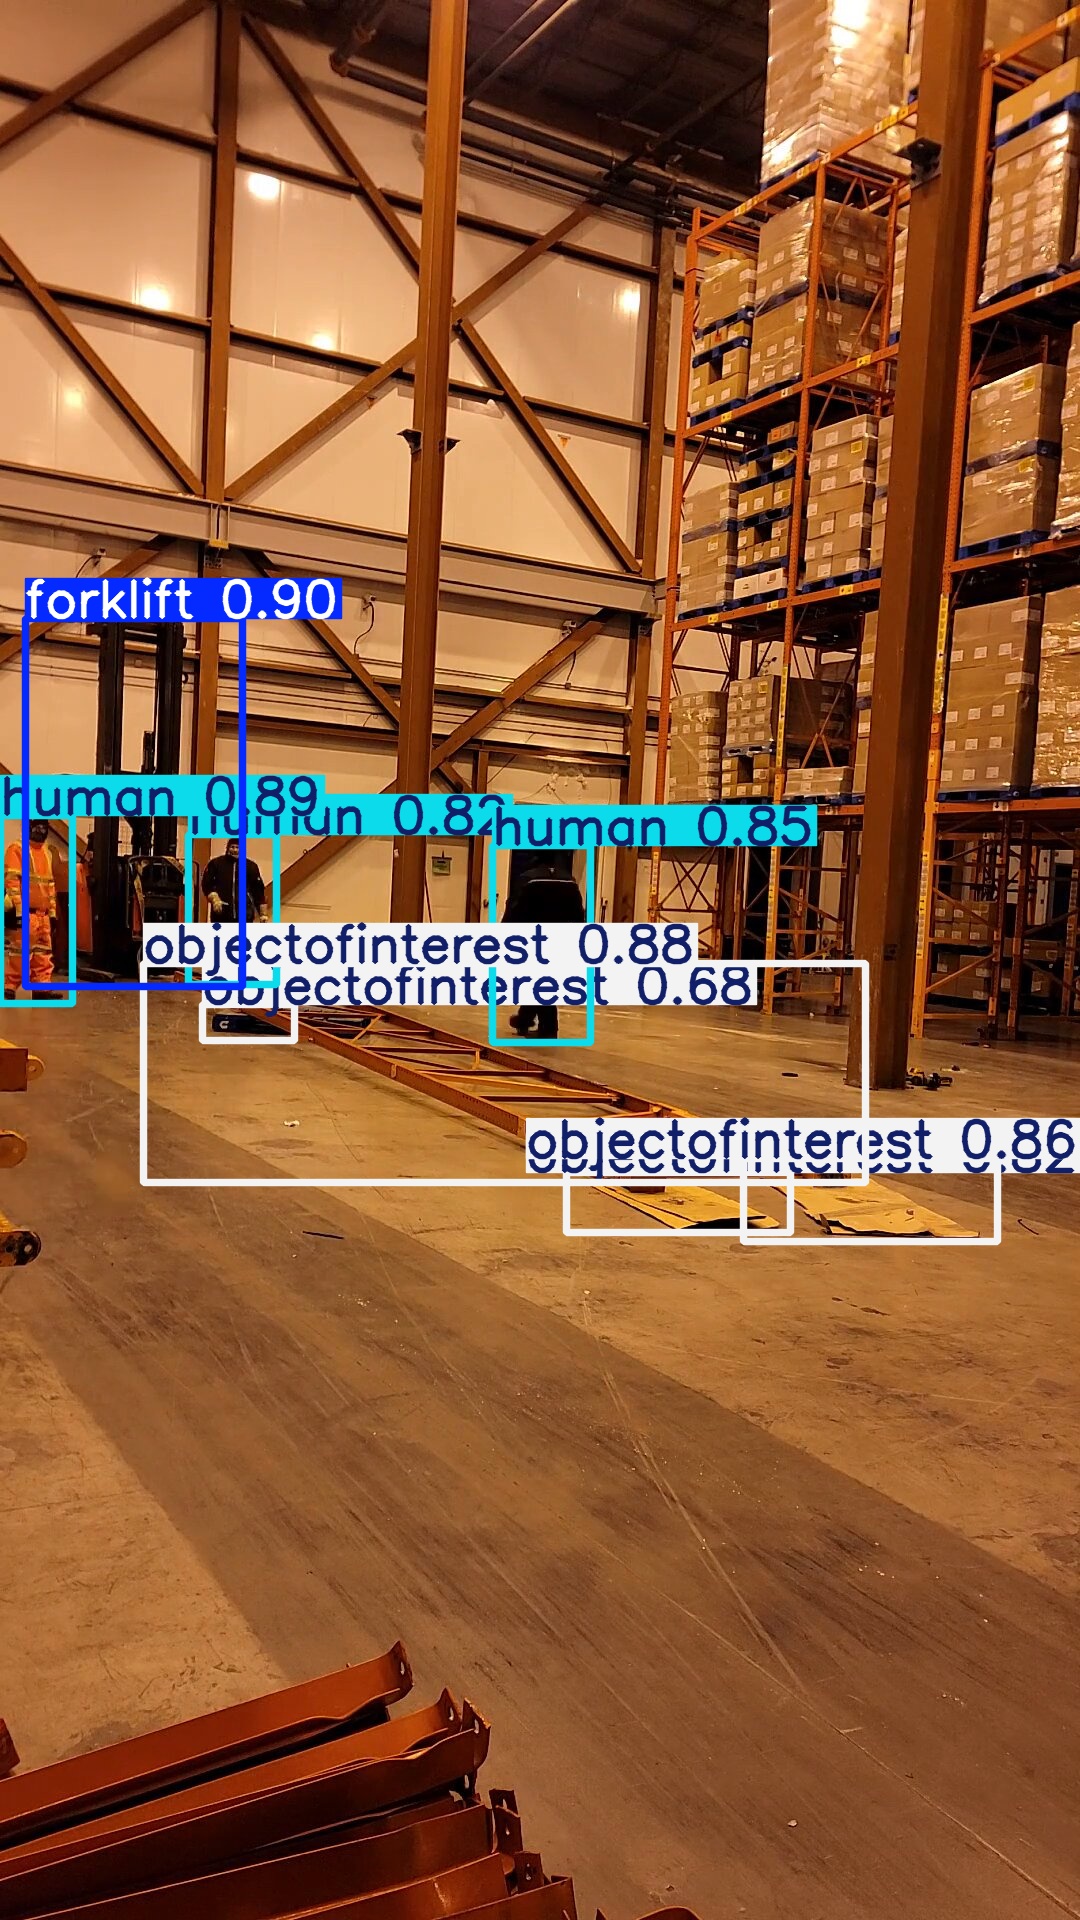 forklift 0.90
human 0.89
human 0.82
human 0.85
objectofinterest 0.88
objectofinterest 0.68
objectofinterest 0.86